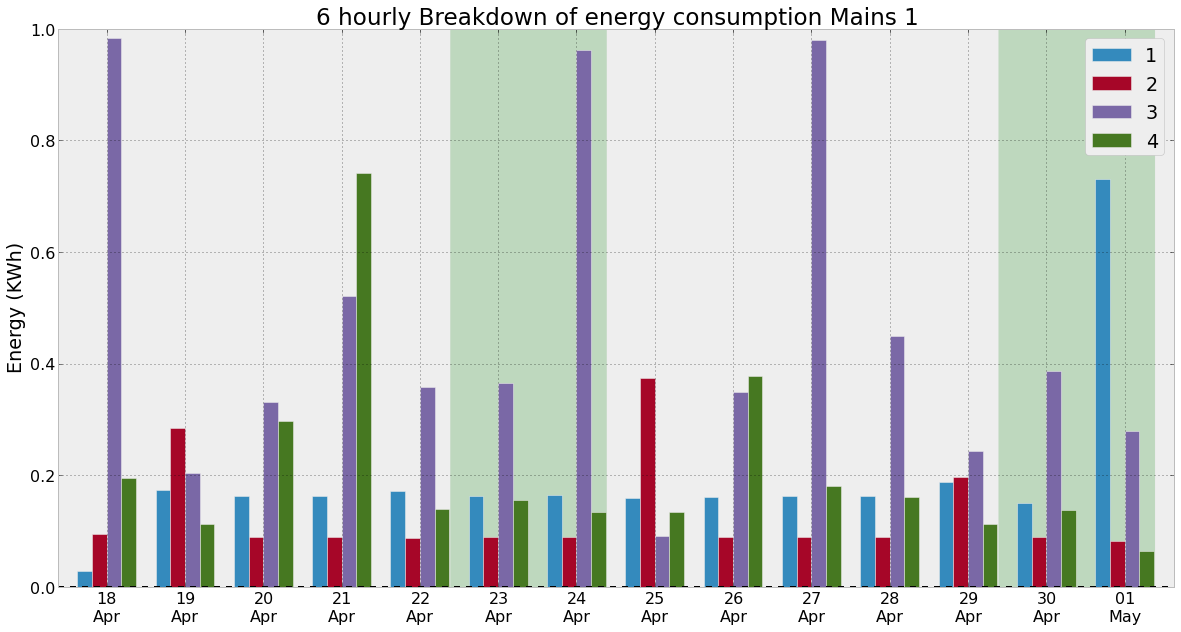 6 hourly Breakdown of energy consumption Mains 1
Energy (KWh)
1.0
0.8
0.6
0.4
0.2
0.0
1
2
3
4
18 19 20 21 22 23 24 25 26 27 28 29 30 01
Apr Apr Apr Apr Apr Apr Apr Apr Apr Apr Apr Apr Apr May